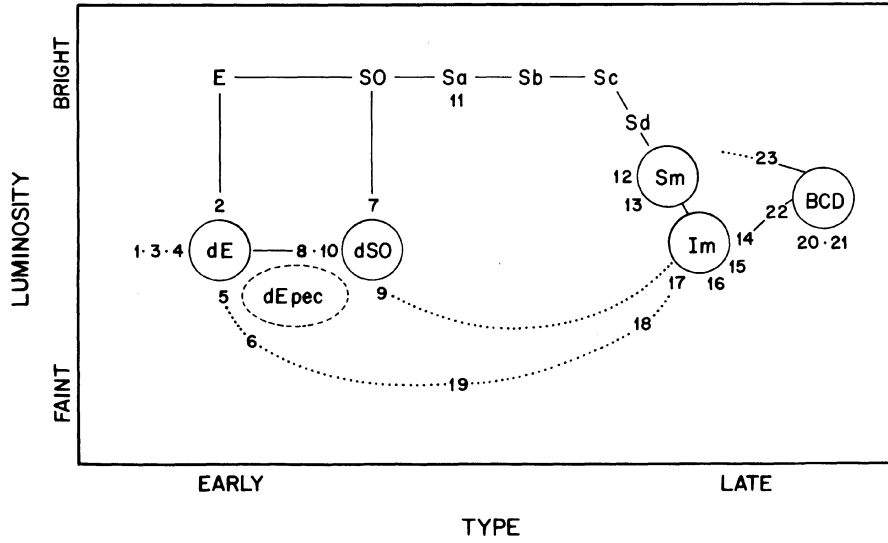 BRIGHT
LUMINOSITY
FAINT
E SO Sa Sb Sc
11
Sd
12 Sm 23
13 BCD
2 7 22
1·3·4 dE 8·10 dSO Im 14 20·21
15
5 dEpec 9 17 16
6 18
19
EARLY LATE
TYPE